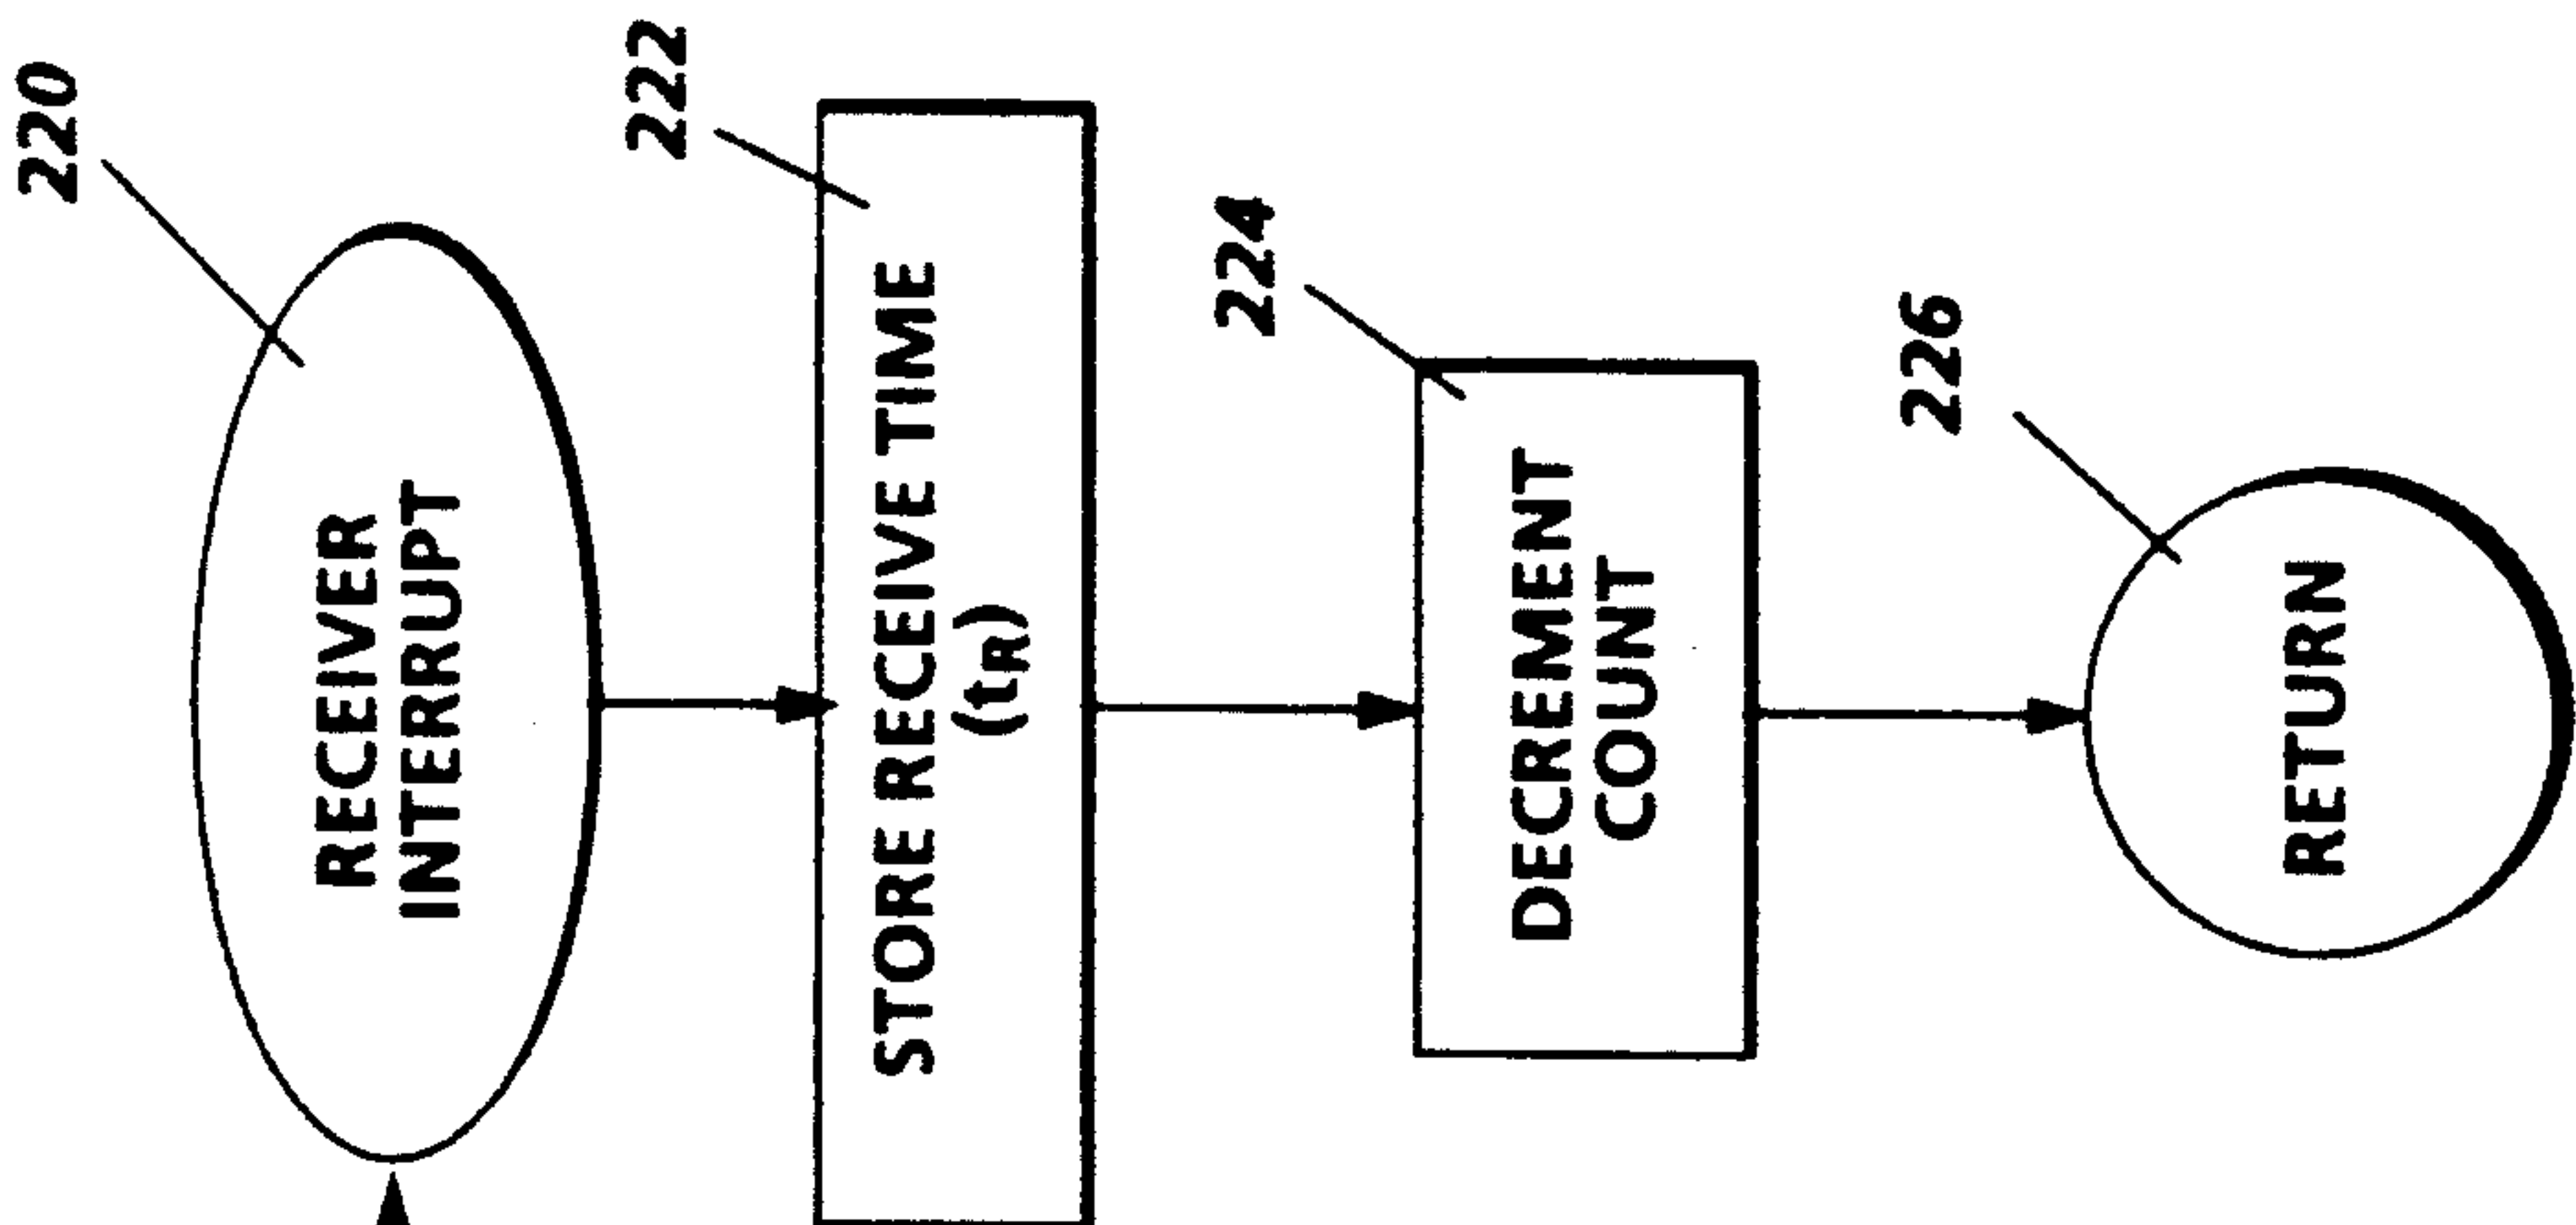 220
RECEIVER
INTERRUPT
222
STORE RECEIVE TIME
(tR)
224
DECREMENT
COUNT
226
RETURN